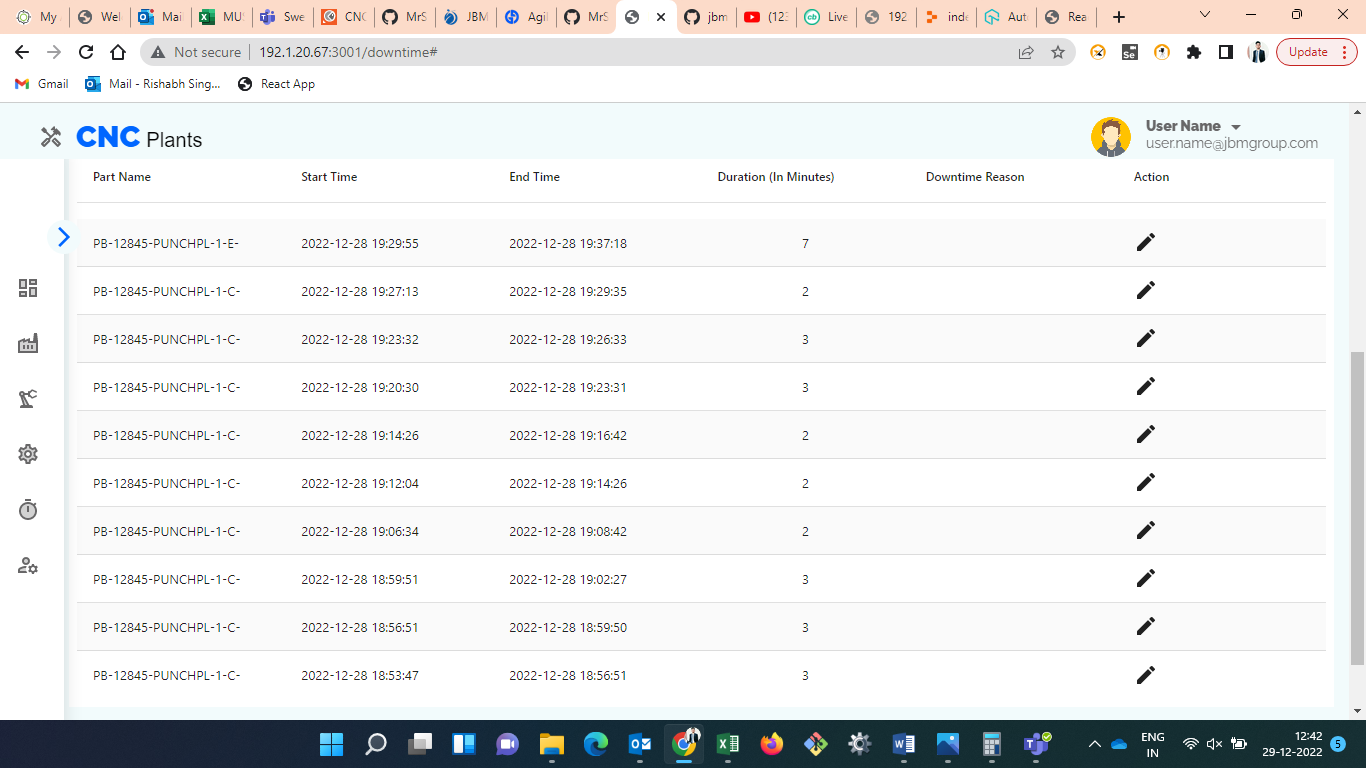 My
Wel
Mai
MU
Swe
CNC
MrS
JBM
Agil
MrS
jbm
(123
Live
192
inde
Aut
Rea
Not secure 192.1.20.67:3001/downtime#
Update
Gmail
Mail - Rishabh Sing...
React App
CNC Plants
User Name
user.name@jbmgroup.com
Part Name Start Time End Time Duration (In Minutes) Downtime Reason Action
PB-12845-PUNCHPL-1-E- 2022-12-28 19:29:55 2022-12-28 19:37:18 7
PB-12845-PUNCHPL-1-C- 2022-12-28 19:27:13 2022-12-28 19:29:35 2
PB-12845-PUNCHPL-1-C- 2022-12-28 19:23:32 2022-12-28 19:26:33 3
PB-12845-PUNCHPL-1-C- 2022-12-28 19:20:30 2022-12-28 19:23:31 3
PB-12845-PUNCHPL-1-C- 2022-12-28 19:14:26 2022-12-28 19:16:42 2
PB-12845-PUNCHPL-1-C- 2022-12-28 19:12:04 2022-12-28 19:14:26 2
PB-12845-PUNCHPL-1-C- 2022-12-28 19:06:34 2022-12-28 19:08:42 2
PB-12845-PUNCHPL-1-C- 2022-12-28 18:59:51 2022-12-28 19:02:27 3
PB-12845-PUNCHPL-1-C- 2022-12-28 18:56:51 2022-12-28 18:59:50 3
PB-12845-PUNCHPL-1-C- 2022-12-28 18:53:47 2022-12-28 18:56:51 3
ENG
IN
12:42
29-12-2022
5